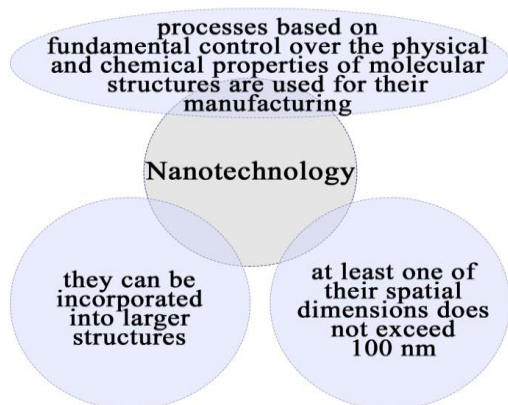 processes based on
fundamental control over the physical
and chemical properties of molecular
structures are used for their
manufacturing
Nanotechnology
they can be
incorporated
into larger
structures
at least one of
their spatial
dimensions does
not exceed
100 nm